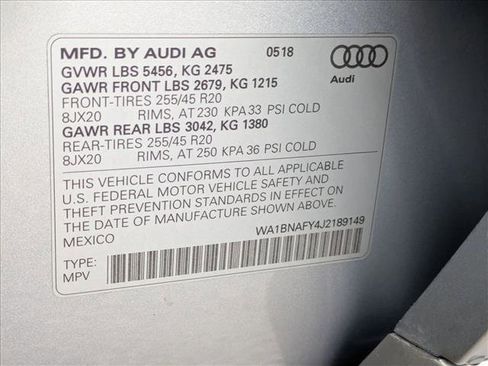 MFD. BY AUDI AG 0518
GVWR LBS 5456, KG 2475
GAWR FRONT LBS 2679, KG 1215
FRONT-TIRES 255/45 R20
8JX20 RIMS, AT 230 KPA 33 PSI COLD
GAWR REAR LBS 3042, KG 1380
REAR-TIRES 255/45 R20
8JX20 RIMS, AT 250 KPA 36 PSI COLD
Audi
THIS VEHICLE CONFORMS TO ALL APPLICABLE
U.S. FEDERAL MOTOR VEHICLE SAFETY AND
THEFT PREVENTION STANDARDS IN EFFECT ON
THE DATE OF MANUFACTURE SHOWN ABOVE.
MEXICO WA1BNAFY4J2189149
TYPE:
MPV